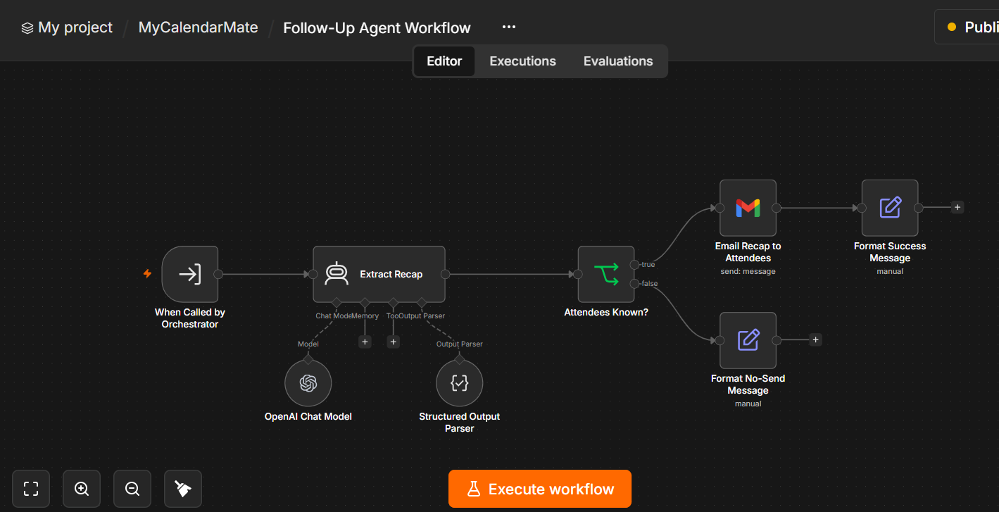 My project / MyCalendarMate / Follow-Up Agent Workflow ...
Publi
Editor Executions Evaluations
When Called by
Orchestrator
Extract Recap
Chat Mode
Memory
Too
Output Parser
Model
OpenAI Chat Model
Output Parser
Structured Output
Parser
true
false
Attendees Known?
Email Recap to
Attendees
send: message
Format Success
Message
manual
Format No-Send
Message
manual
Execute workflow